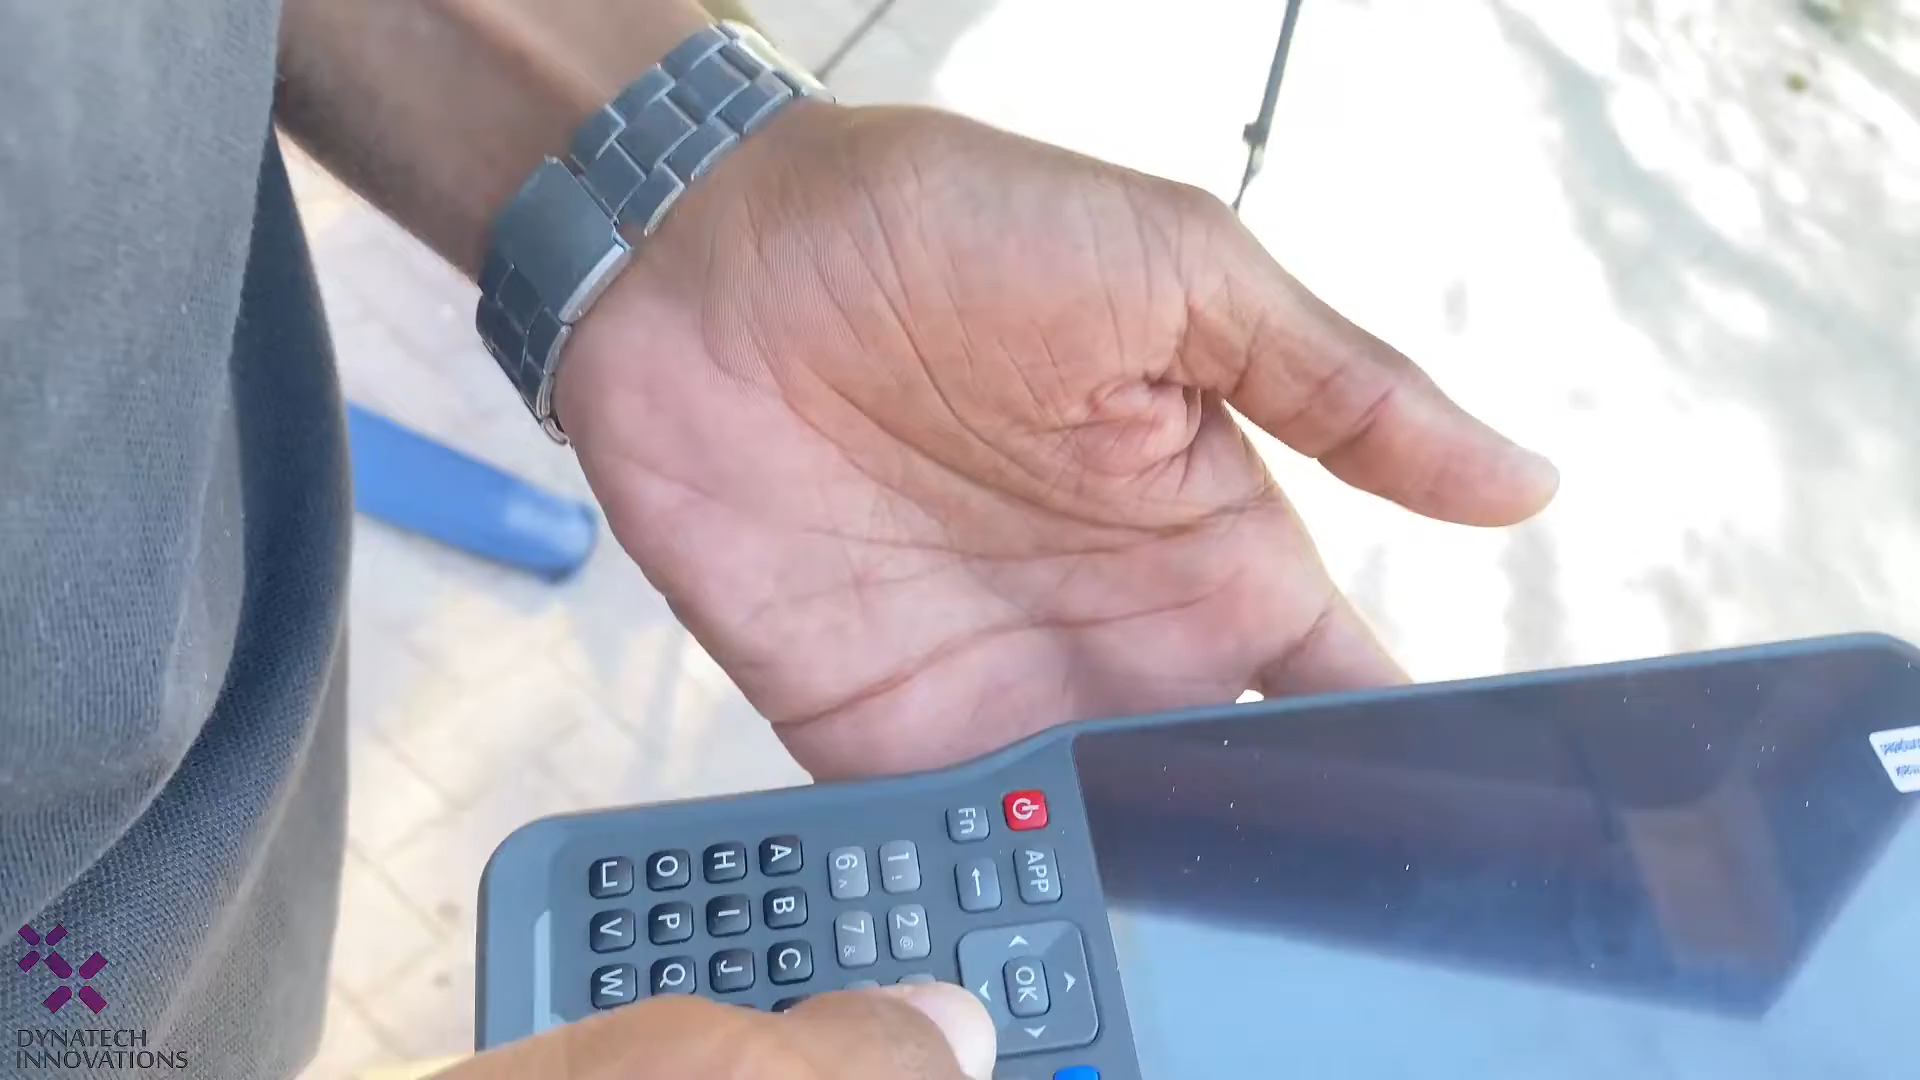 Fn
APP
←
1 !
2 @
6 ^
7 &
A
B
C
H
I
J
O
P
Q
V
W
OK
DYNATECH
INNOVATIONS